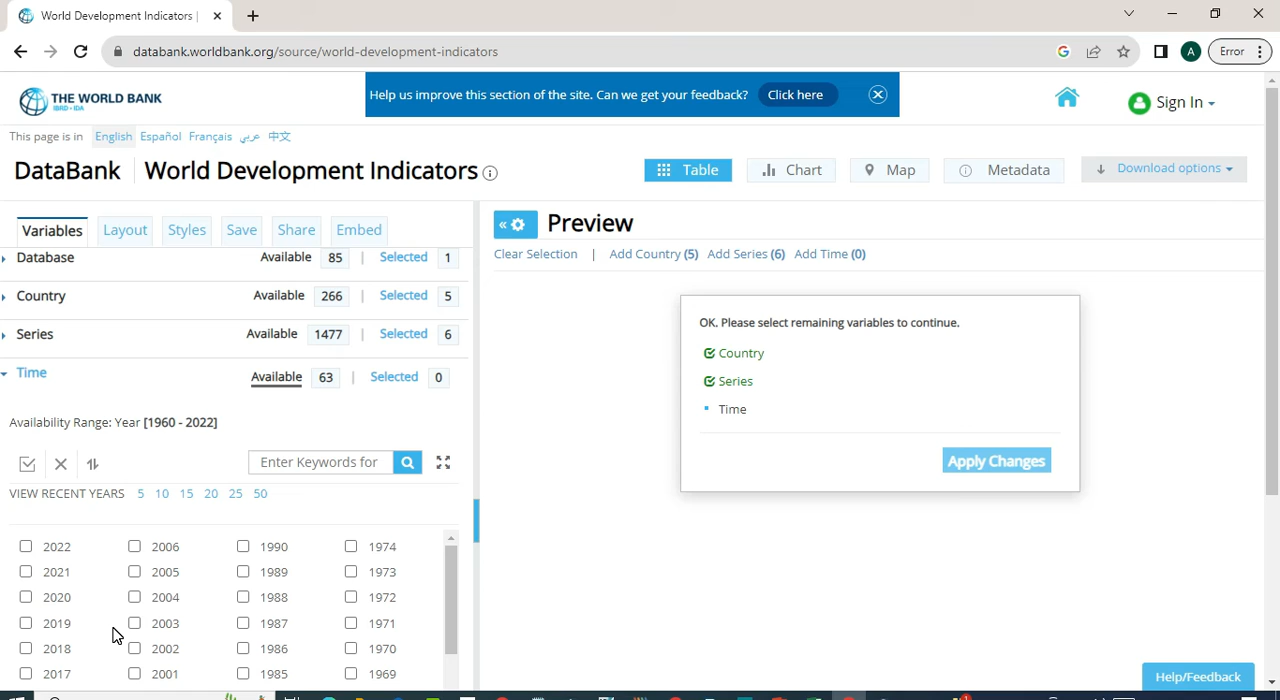 World Development Indicators |
databank.worldbank.org/source/world-development-indicators
A
Error
THE WORLD BANK
IBRD • IDA
Help us improve this section of the site. Can we get your feedback? Click here
Sign In
This page is in English Español Français عربي 中文
DataBank World Development Indicators
Table Chart Map Metadata Download options
Variables Layout Styles Save Share Embed
« Preview
Clear Selection | Add Country (5) Add Series (6) Add Time (0)
Database Available 85 | Selected 1
Country Available 266 | Selected 5
Series Available 1477 | Selected 6
Time Available 63 | Selected 0
OK. Please select remaining variables to continue.
Country
Series
Time
Apply Changes
Availability Range: Year [1960 - 2022]
Enter Keywords for
VIEW RECENT YEARS 5 10 15 20 25 50
2022 2006 1990 1974
2021 2005 1989 1973
2020 2004 1988 1972
2019 2003 1987 1971
2018 2002 1986 1970
2017 2001 1985 1969
Help/Feedback